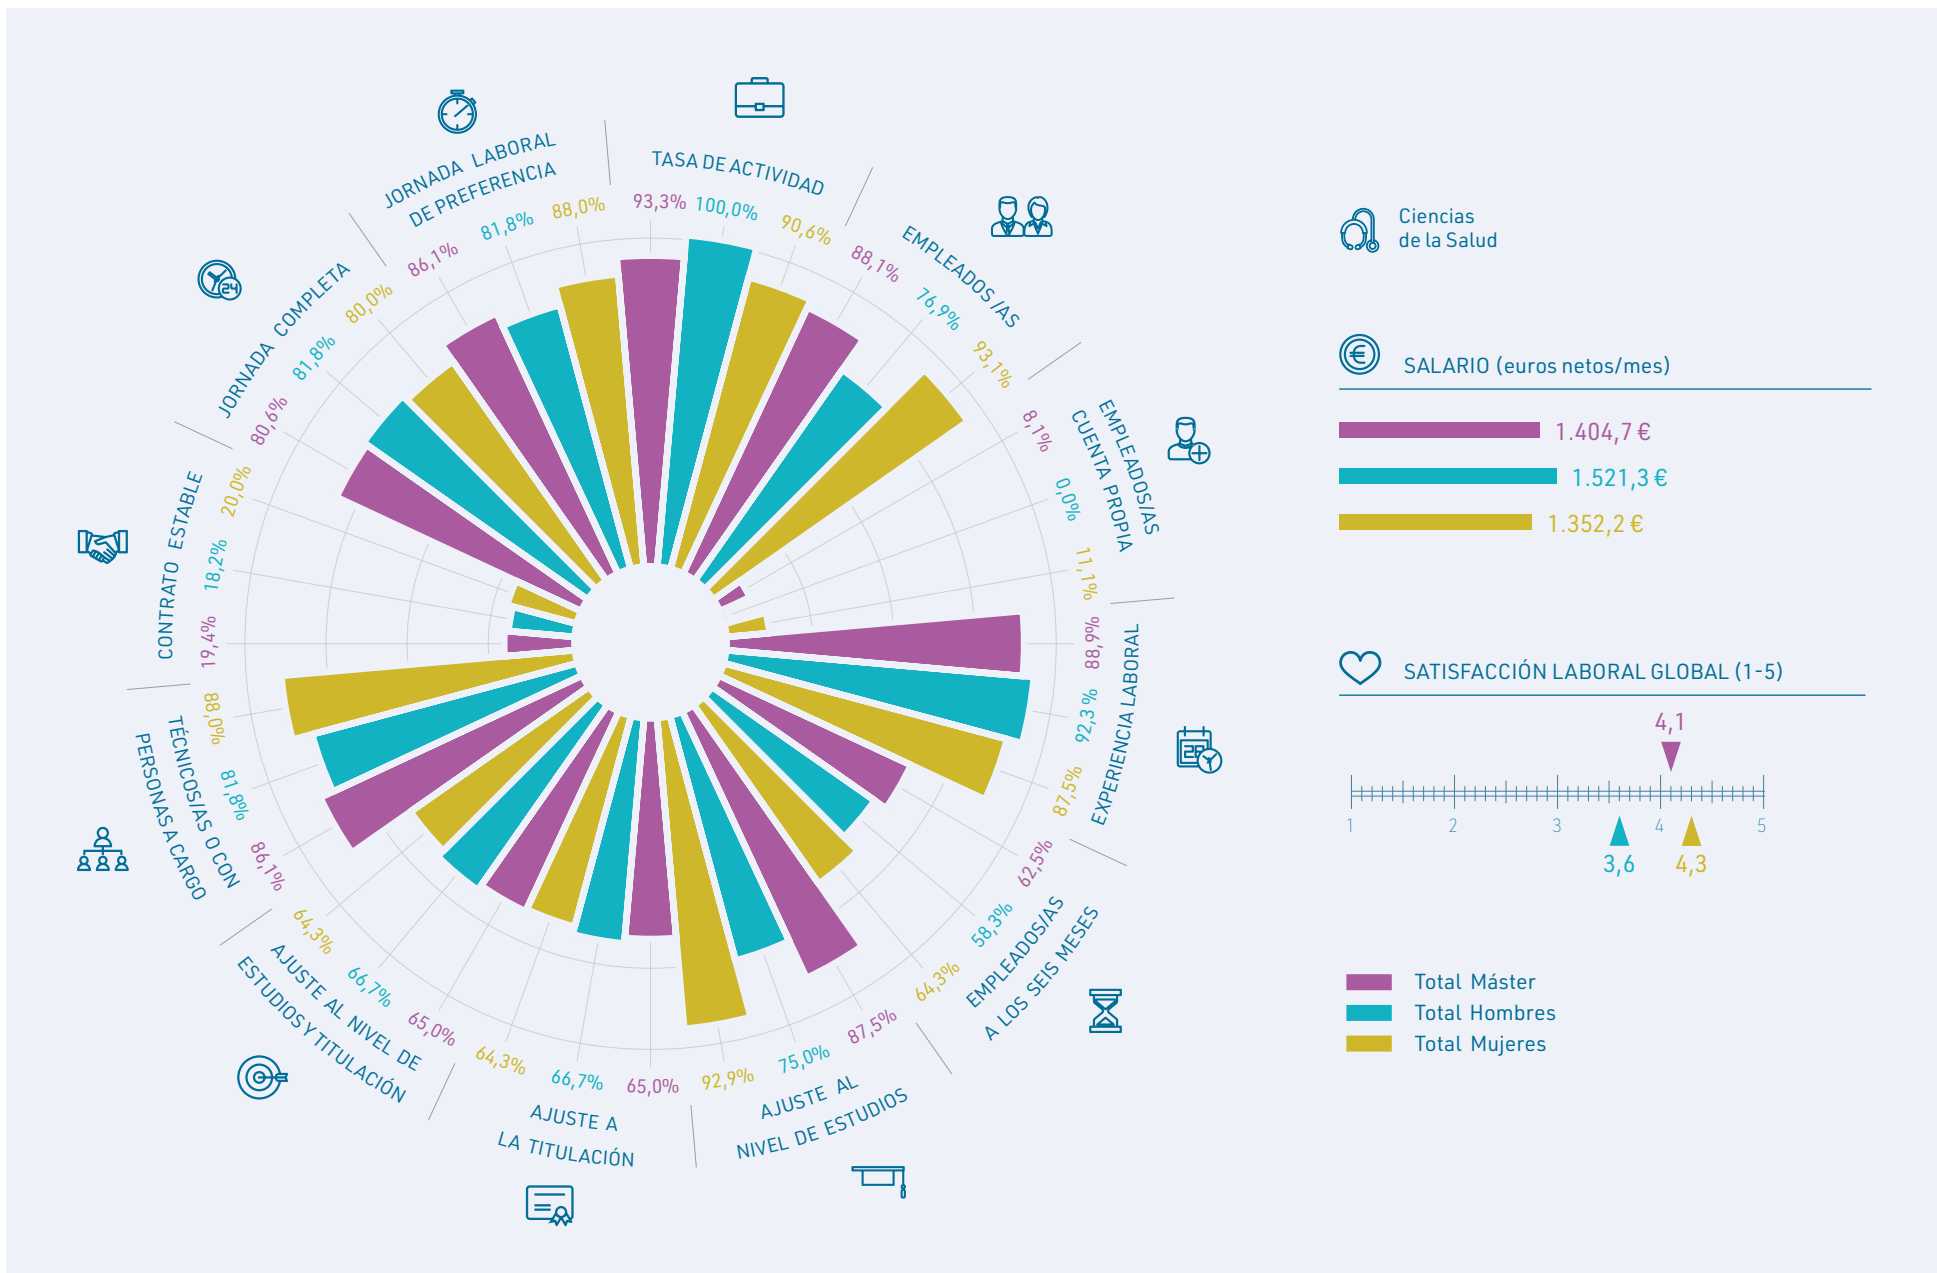 JORNADA LABORAL
DE PREFERENCIA
86,1%
81,8%
88,0%
TASA DE ACTIVIDAD
93,3%
100,0%
90,6%
EMPLEADOS /AS
88,1%
76,9%
93,1%
EMPLEADOS/AS
CUENTA PROPIA
8,1%
0,0%
11,1%
EXPERIENCIA LABORAL
88,9%
92,3 %
87,5%
EMPLEADOS/AS
A LOS SEIS MESES
62,5%
58,3%
64,3%
AJUSTE AL
NIVEL DE ESTUDIOS
87,5%
75,0%
92,9%
AJUSTE A
LA TITULACIÓN
65,0%
66,7%
64,3%
AJUSTE AL NIVEL DE
ESTUDIOS Y TITULACIÓN
65,0%
66,7%
64,3%
TÉCNICOS/AS O CON
PERSONAS A CARGO
86,1%
81,8%
88,0%
CONTRATO ESTABLE
19,4%
18,2%
20,0%
JORNADA COMPLETA
80,6%
81,8%
80,0%
24
Ciencias
de la Salud
€
SALARIO (euros netos/mes)
1.404,7 €
1.521,3 €
1.352,2 €
SATISFACCIÓN LABORAL GLOBAL (1-5)
4,1
1 2 3 4 5
3,6 4,3
Total Máster
Total Hombres
Total Mujeres